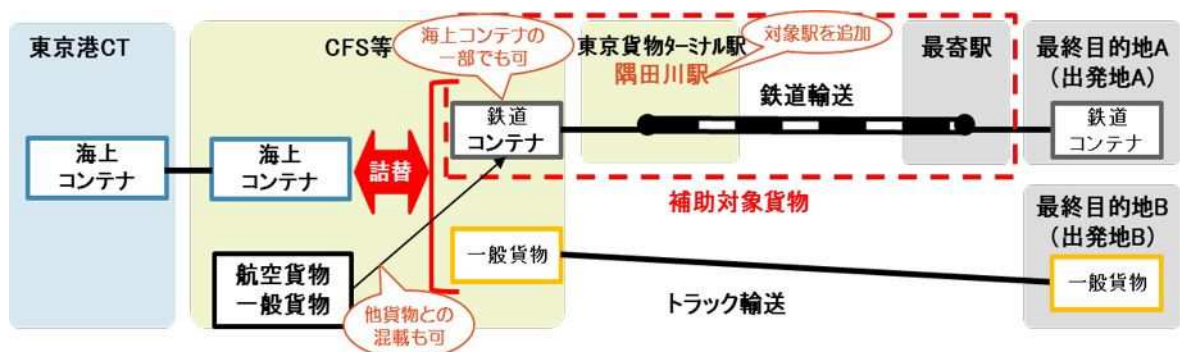 東京港CT
CFS等
海上コンテナの
一部でも可
東京貨物ターミナル駅
隅田川駅
対象駅を追加
最寄駅
最終目的地A
(出発地A)
海上
コンテナ
海上
コンテナ
詰替
鉄道
コンテナ
鉄道輸送
鉄道
コンテナ
補助対象貨物
最終目的地B
(出発地B)
航空貨物
一般貨物
一般貨物
一般貨物
他貨物との
混載も可
トラック輸送